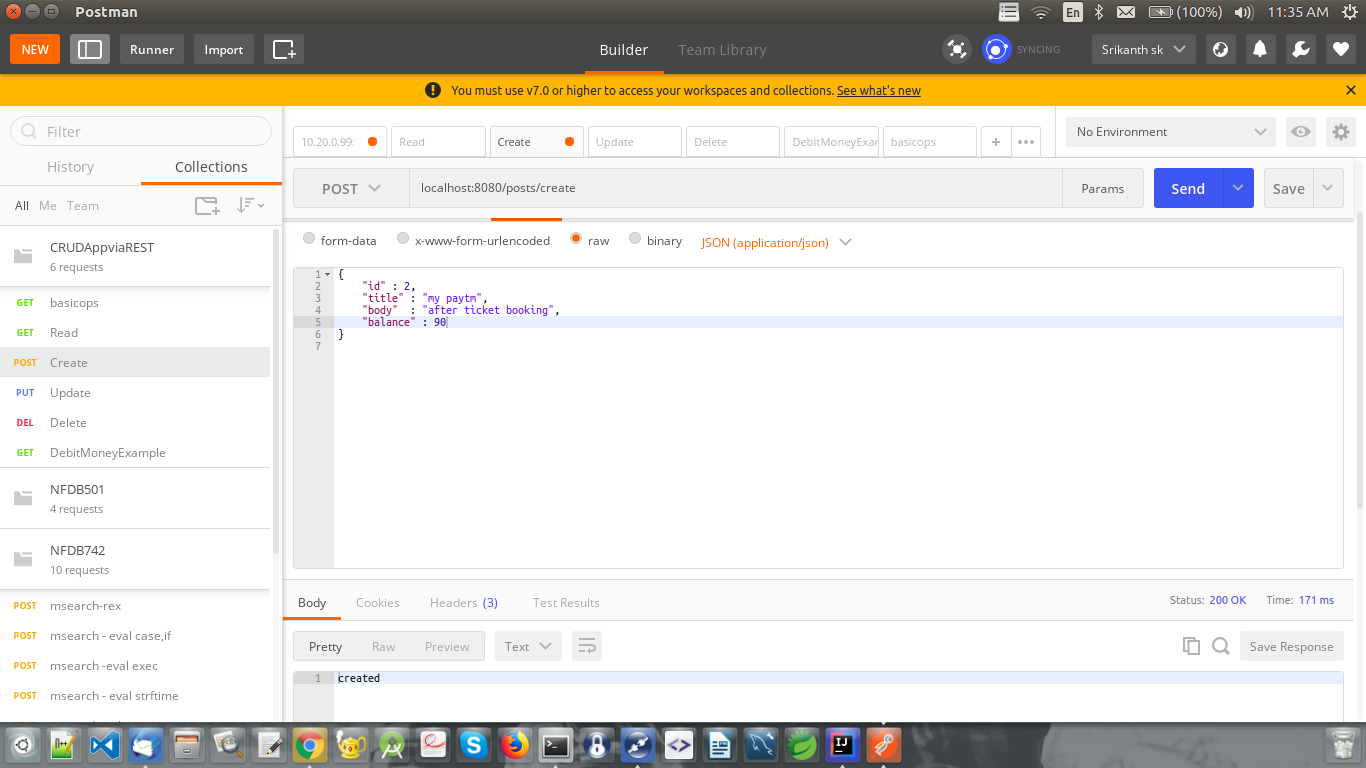 Postman
En
(100%)
11:35 AM
NEW
Runner
Import
Builder
Team Library
SYNCING
Srikanth sk
You must use v7.0 or higher to access your workspaces and collections. See what's new
Filter
History
Collections
All
Me
Team
CRUDAppviaREST
6 requests
GET basicops
GET Read
POST Create
PUT Update
DEL Delete
GET DebitMoneyExample
NFDB501
4 requests
NFDB742
10 requests
POST msearch-rex
POST msearch - eval case,if
POST msearch -eval exec
POST msearch - eval strftime
10.20.0.99:
Read
Create
Update
Delete
DebitMoneyExar
basicops
No Environment
POST
localhost:8080/posts/create
Params
Send
Save
form-data
x-www-form-urlencoded
raw
binary
JSON (application/json)
1 {
2 "id" : 2,
3 "title" : "my paytm",
4 "body"  : "after ticket booking",
5 "balance" : 90
6 }
7
Body
Cookies
Headers (3)
Test Results
Status: 200 OK
Time: 171 ms
Pretty
Raw
Preview
Text
Save Response
1 created